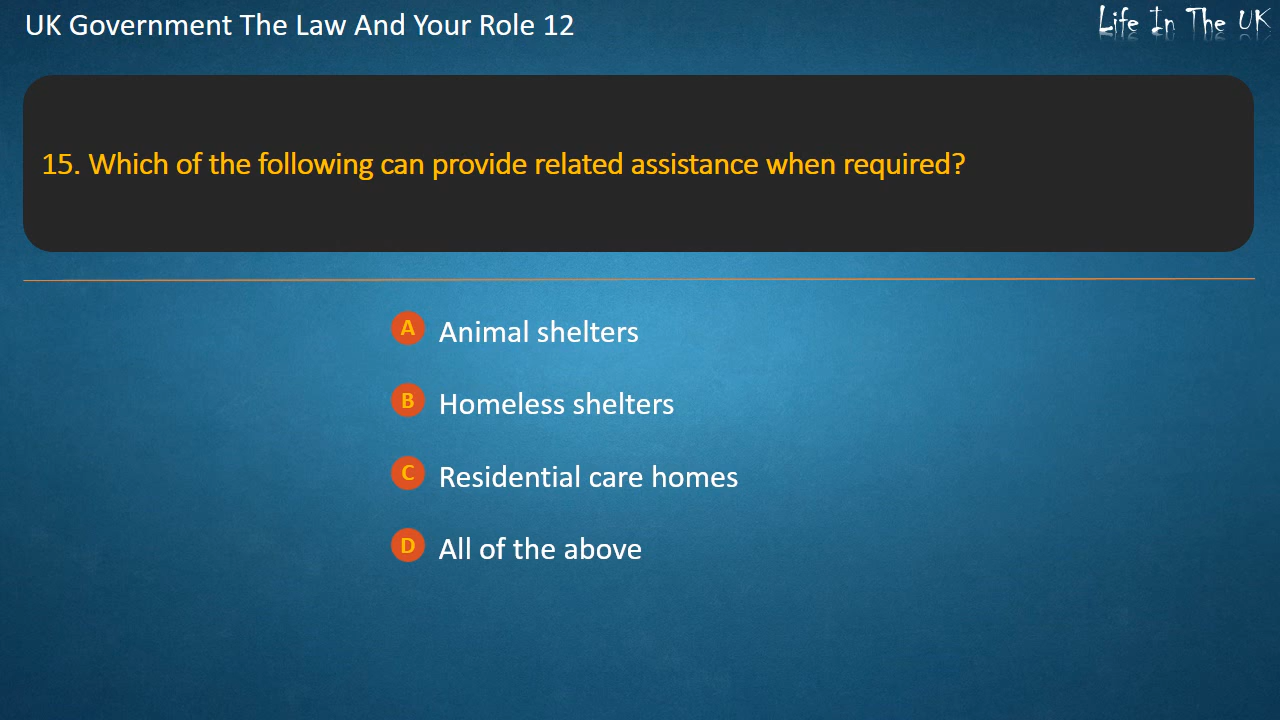 UK Government The Law And Your Role 12
Life In The UK
15. Which of the following can provide related assistance when required?
A Animal shelters
B Homeless shelters
C Residential care homes
D All of the above